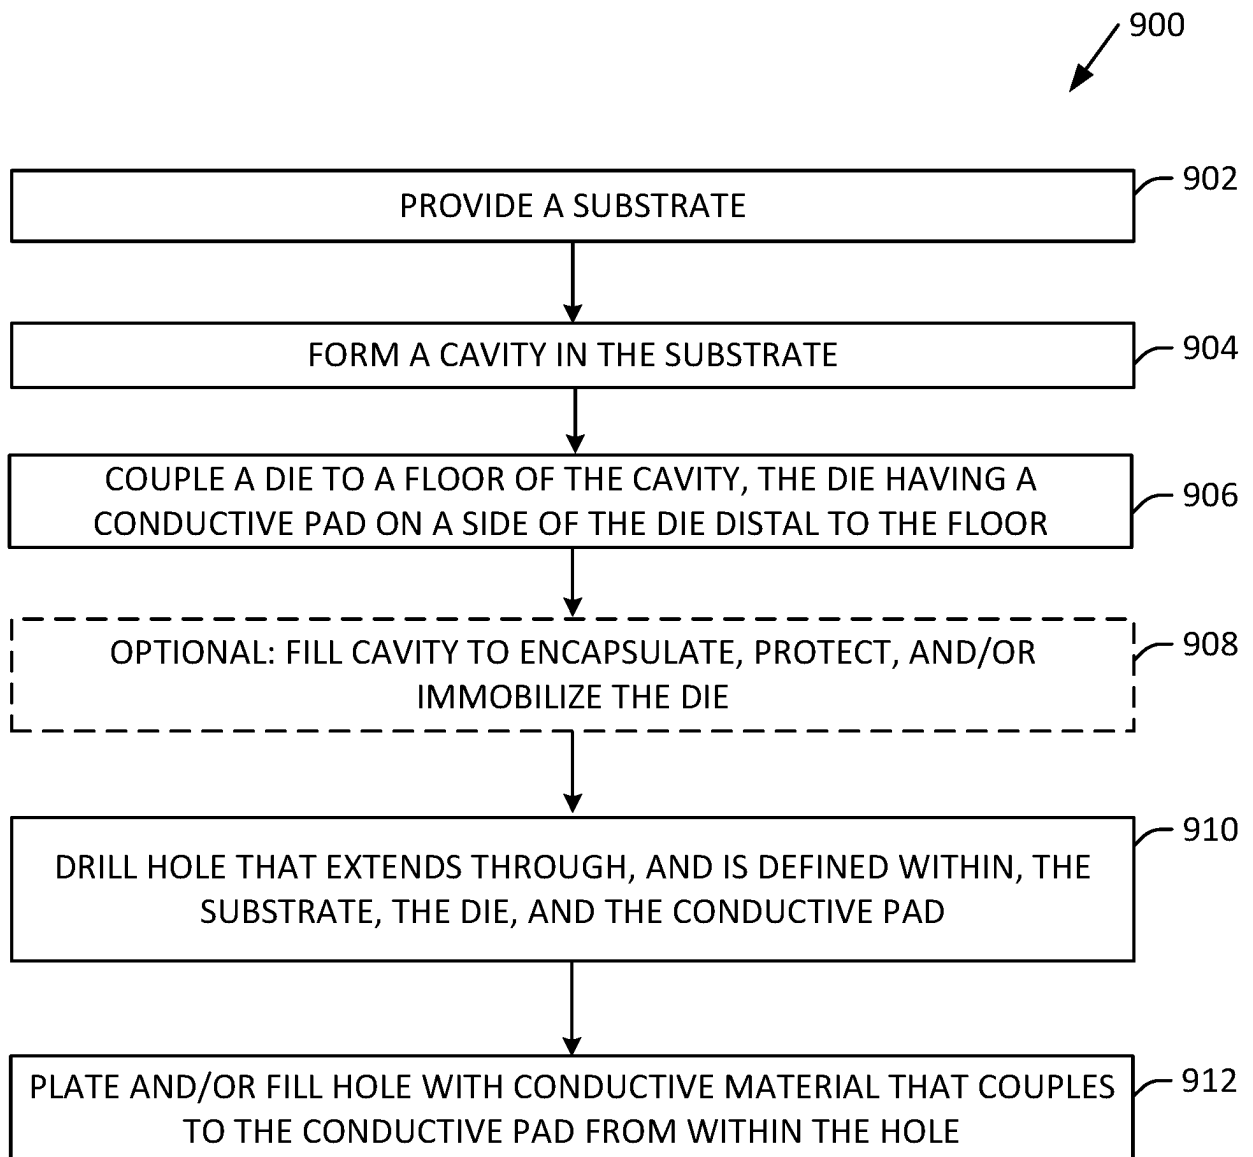 900
PROVIDE A SUBSTRATE
902
FORM A CAVITY IN THE SUBSTRATE
904
COUPLE A DIE TO A FLOOR OF THE CAVITY, THE DIE HAVING A
CONDUCTIVE PAD ON A SIDE OF THE DIE DISTAL TO THE FLOOR
906
OPTIONAL: FILL CAVITY TO ENCAPSULATE, PROTECT, AND/OR
IMMOBILIZE THE DIE
908
DRILL HOLE THAT EXTENDS THROUGH, AND IS DEFINED WITHIN, THE
SUBSTRATE, THE DIE, AND THE CONDUCTIVE PAD
910
PLATE AND/OR FILL HOLE WITH CONDUCTIVE MATERIAL THAT COUPLES
TO THE CONDUCTIVE PAD FROM WITHIN THE HOLE
912